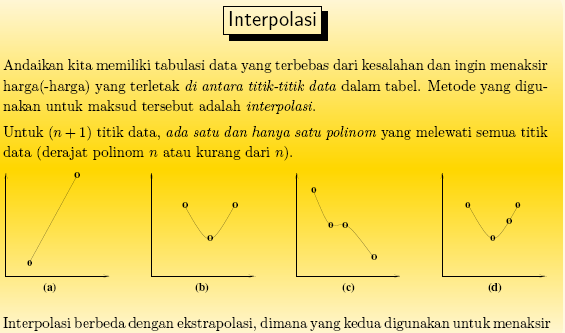 Interpolasi
Andaikan kita memiliki tabulasi data yang terbebas dari kesalahan dan ingin menaksir
harga(-harga) yang terletak di antara titik-titik data dalam tabel. Metode yang digu-
nakan untuk maksud tersebut adalah interpolasi.
Untuk (n + 1) titik data, ada satu dan hanya satu polinom yang melewati semua titik
data (derajat polinom n atau kurang dari n).
(a) (b) (c) (d)
Interpolasi berbeda dengan ekstrapolasi, dimana yang kedua digunakan untuk menaksir